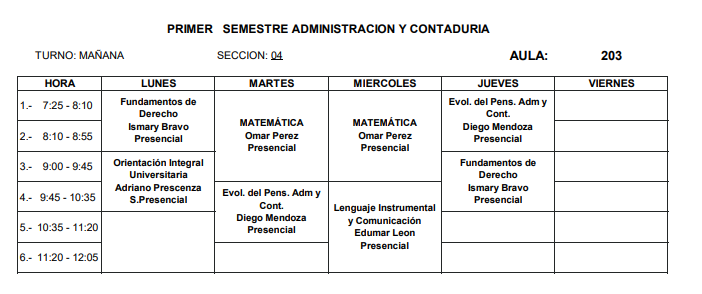 PRIMER SEMESTRE ADMINISTRACION Y CONTADURIA
TURNO: MAÑANA SECCION: 04 AULA: 203
HORA LUNES MARTES MIERCOLES JUEVES VIERNES
1.- 7:25 - 8:10
2.- 8:10 - 8:55
3.- 9:00 - 9:45
4.- 9:45 - 10:35
5.- 10:35 - 11:20
6.- 11:20 - 12:05
Fundamentos de
Derecho
Ismary Bravo
Presencial
Orientación Integral
Universitaria
Adriano Prescenza
S.Presencial
MATEMÁTICA
Omar Perez
Presencial
Evol. del Pens. Adm y
Cont.
Diego Mendoza
Presencial
MATEMÁTICA
Omar Perez
Presencial
Lenguaje Instrumental
y Comunicación
Edumar Leon
Presencial
Evol. del Pens. Adm y
Cont.
Diego Mendoza
Presencial
Fundamentos de
Derecho
Ismary Bravo
Presencial